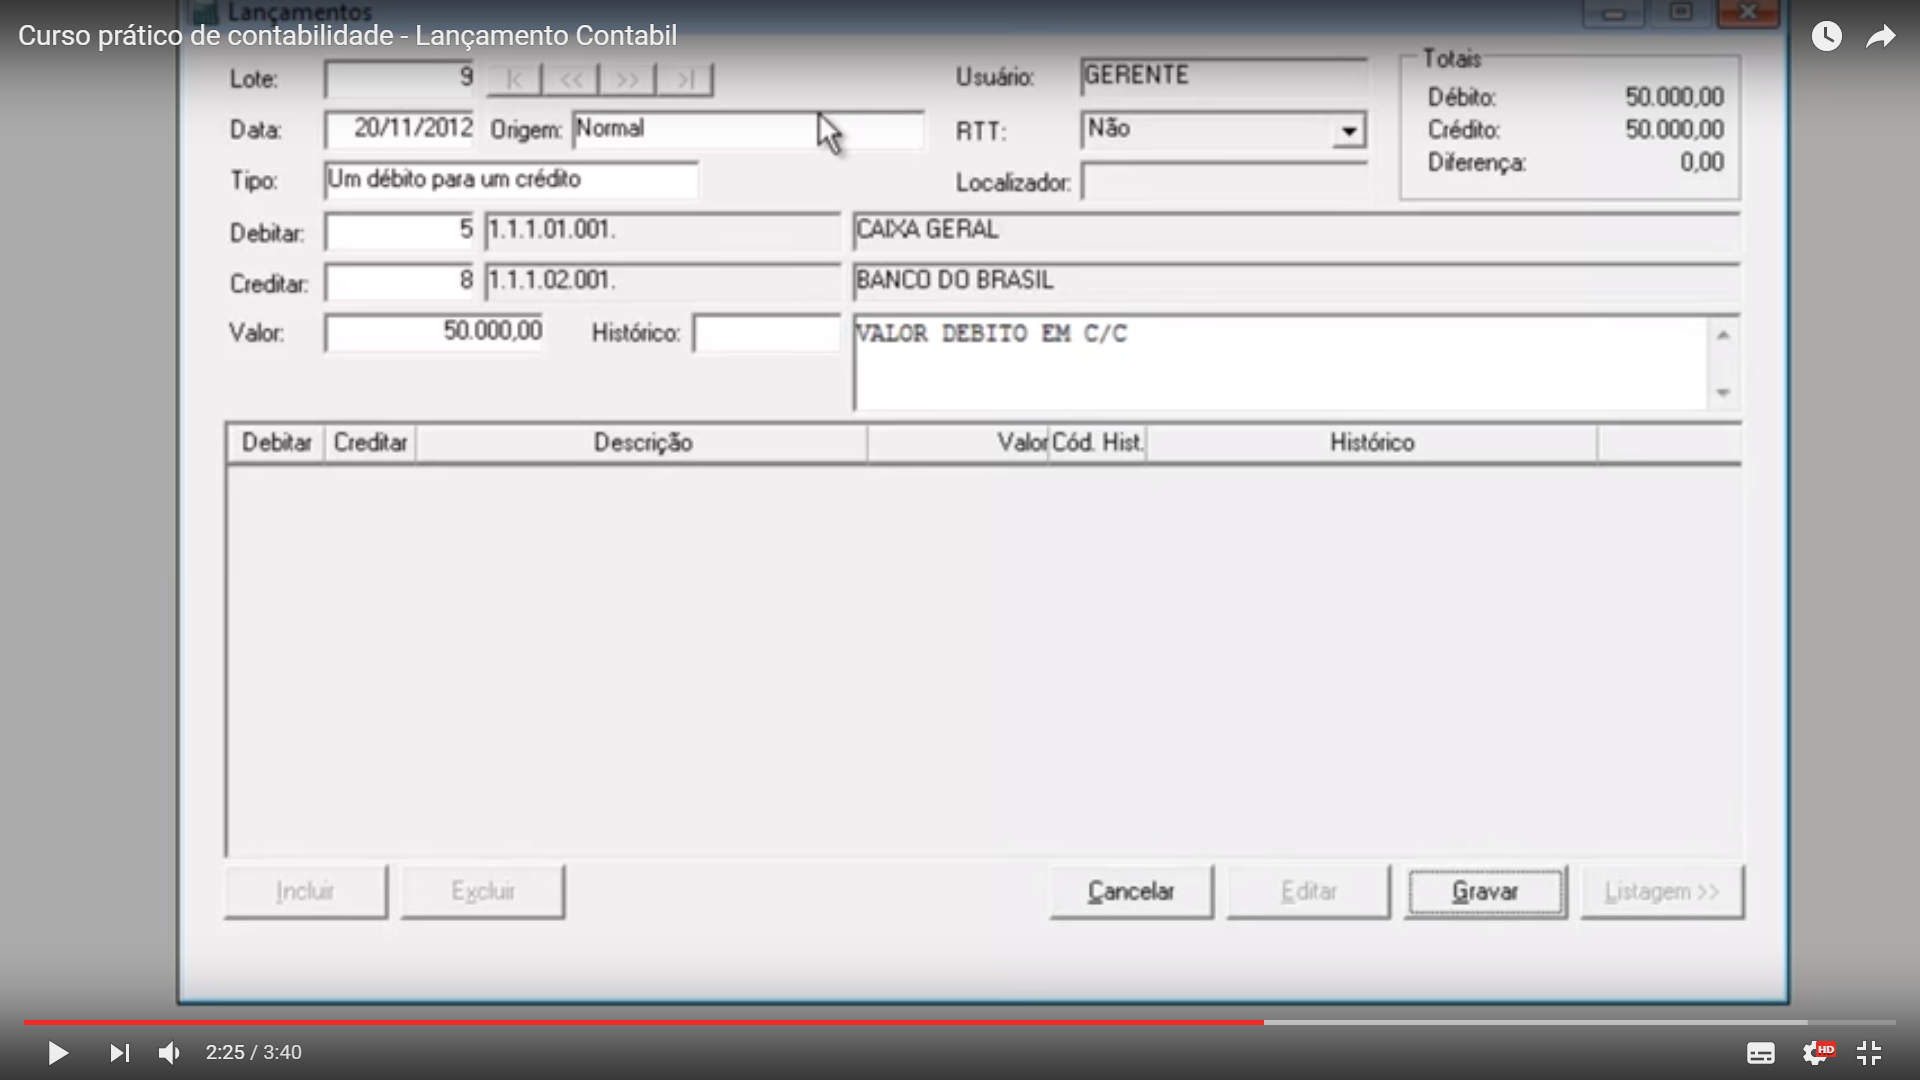 Lançamentos
Curso prático de contabilidade - Lançamento Contabil
Lote: 9 |< << >> >| Usuário: GERENTE
Totais
Débito: 50.000,00
Crédito: 50.000,00
Diferença: 0,00
Data: 20/11/2012 Origem: Normal RTT: Não
Tipo: Um débito para um crédito Localizador:
Debitar: 5 1.1.1.01.001. CAIXA GERAL
Creditar: 8 1.1.1.02.001. BANCO DO BRASIL
Valor: 50.000,00 Histórico: VALOR DEBITO EM C/C
Debitar Creditar Descrição Valor Cód. Hist. Histórico
Incluir Excluir Cancelar Editar Gravar Listagem >>
2:25 / 3:40 HD